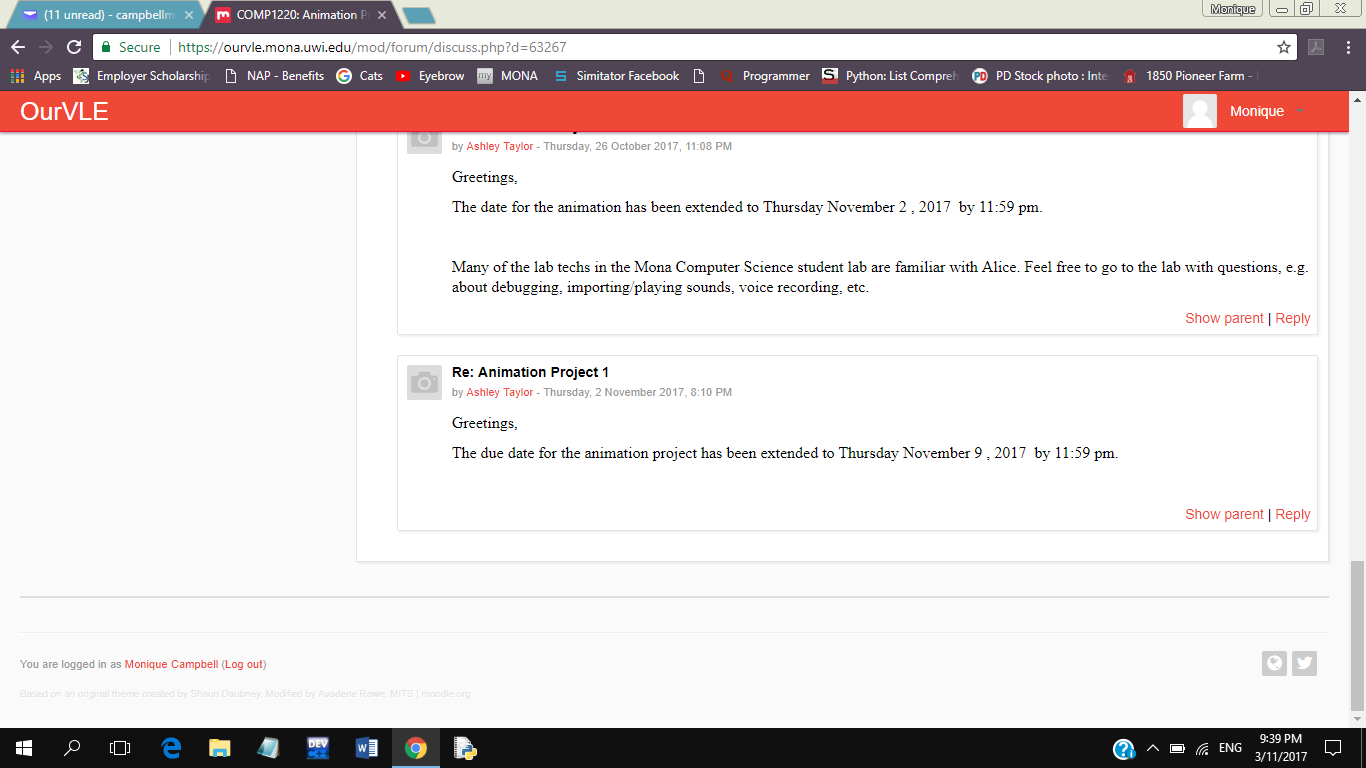 Monique
(11 unread) - campbellm
COMP1220: Animation P
Secure
https://ourvle.mona.uwi.edu/mod/forum/discuss.php?d=63267
Apps
Employer Scholarship
NAP - Benefits
Cats
Eyebrow
MONA
Simitator Facebook
Programmer
Python: List Compreh
PD Stock photo : Inte
1850 Pioneer Farm -
OurVLE
Monique
by Ashley Taylor - Thursday, 26 October 2017, 11:08 PM
Greetings,
The date for the animation has been extended to Thursday November 2 , 2017  by 11:59 pm.
Many of the lab techs in the Mona Computer Science student lab are familiar with Alice. Feel free to go to the lab with questions, e.g.
about debugging, importing/playing sounds, voice recording, etc.
Show parent | Reply
Re: Animation Project 1
by Ashley Taylor - Thursday, 2 November 2017, 8:10 PM
Greetings,
The due date for the animation project has been extended to Thursday November 9 , 2017  by 11:59 pm.
Show parent | Reply
You are logged in as Monique Campbell (Log out)
Based on an original theme created by Shaun Daubney. Modified by Avadene Rowe, MITS | moodle.org
DEV
ENG
9:39 PM
3/11/2017